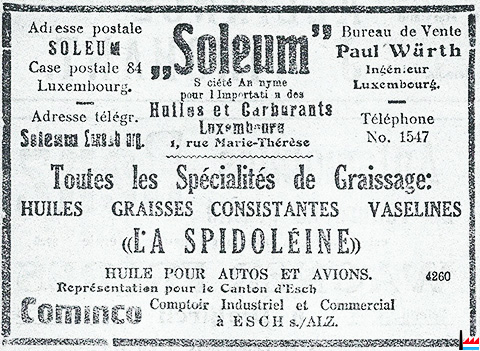 Adresse postale
SOLEUM
Case postale 84
Luxembourg.
Adresse télégr.
Soleum Luxembourg.
„Soleum"
Société Anonyme
pour l'Importation des
Huiles et Carburants
Luxembourg
1, rue Marie-Thérèse
Bureau de Vente
Paul Würth
Ingénieur
Luxembourg.
Téléphone
No. 1547
Toutes les Spécialités de Graissage:
HUILES GRAISSES CONSISTANTES VASELINES
«LA SPIDOLÉINE»
HUILE POUR AUTOS ET AVIONS. 4260
Représentation pour le Canton d'Esch
Cominco Comptoir Industriel et Commercial
à ESCH s./ALZ.